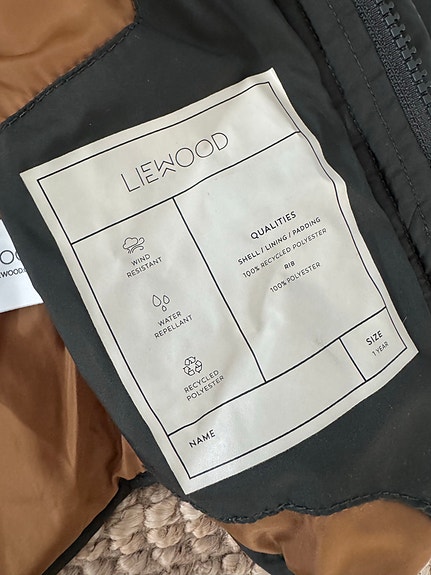 LIEWOOD
WIND
RESISTANT
WATER
REPELLANT
RECYCLED
POLYESTER
QUALITIES
SHELL / LINING / PADDING
100% RECYCLED POLYESTER
RIB
100% POLYESTER
SIZE
1 YEAR
NAME